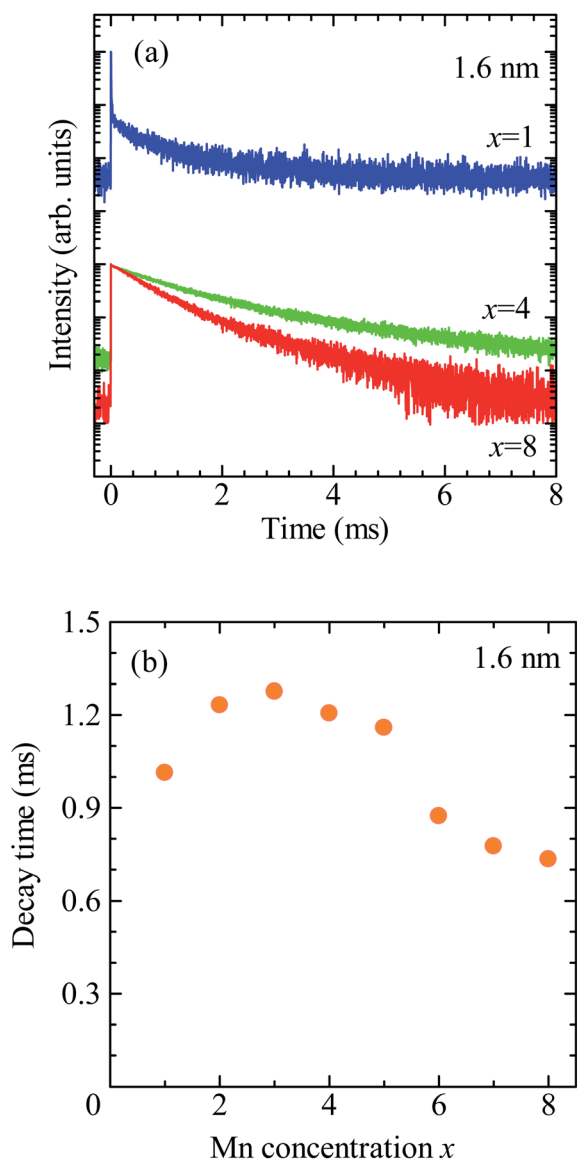 (a)
1.6 nm
x=1
x=4
x=8
Intensity (arb. units)
0 2 4 6 8
Time (ms)
(b)
1.6 nm
1.5
1.2
0.9
0.6
0.3
0
Decay time (ms)
2 4 6 8
Mn concentration x